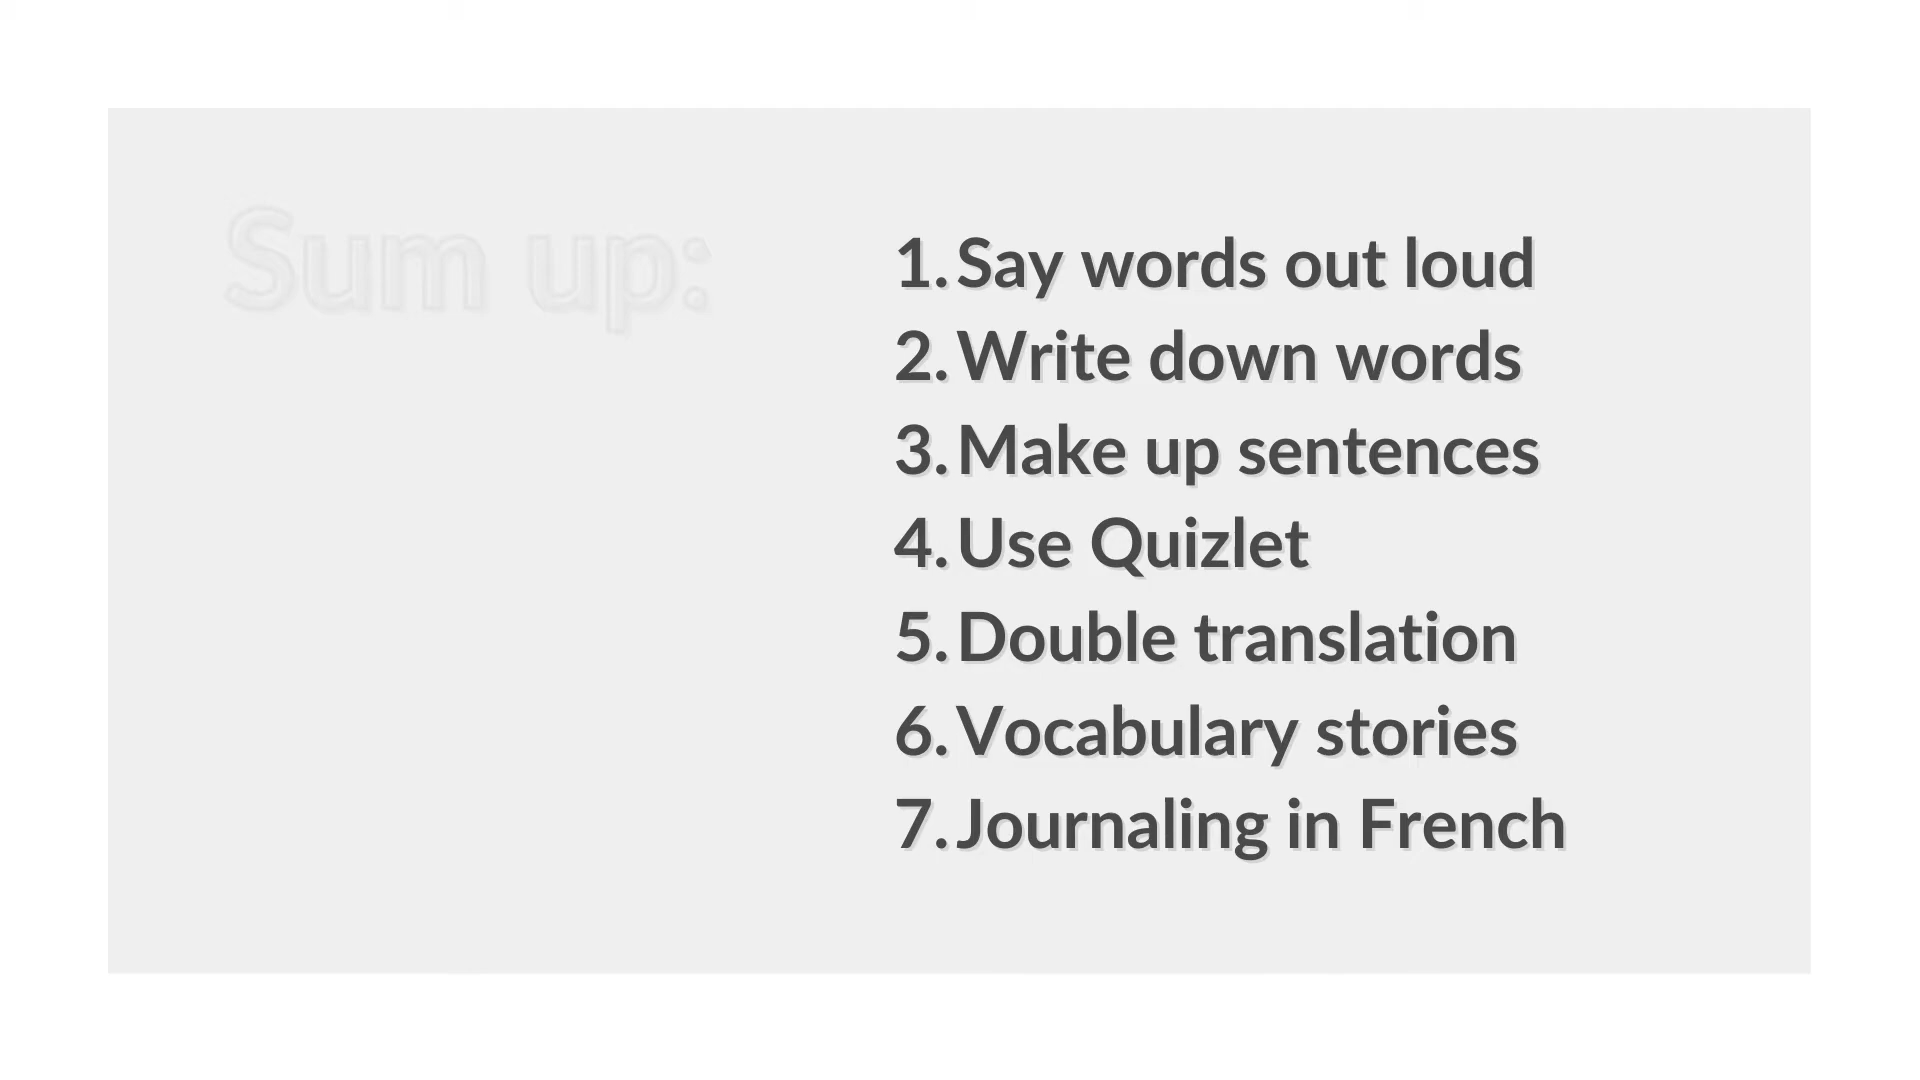 Sum up:
1. Say words out loud
2. Write down words
3. Make up sentences
4. Use Quizlet
5. Double translation
6. Vocabulary stories
7. Journaling in French